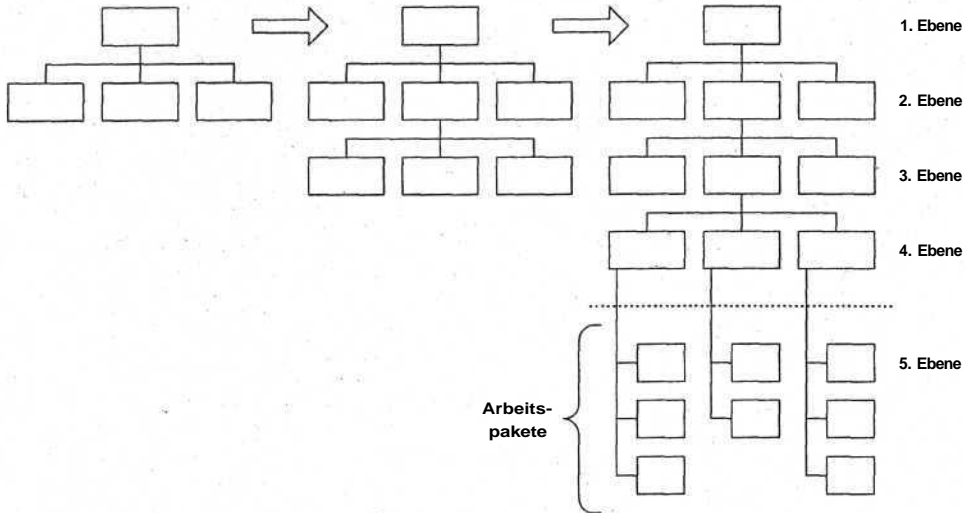 1. Ebene
2. Ebene
3. Ebene
4. Ebene
5. Ebene
Arbeits-
pakete